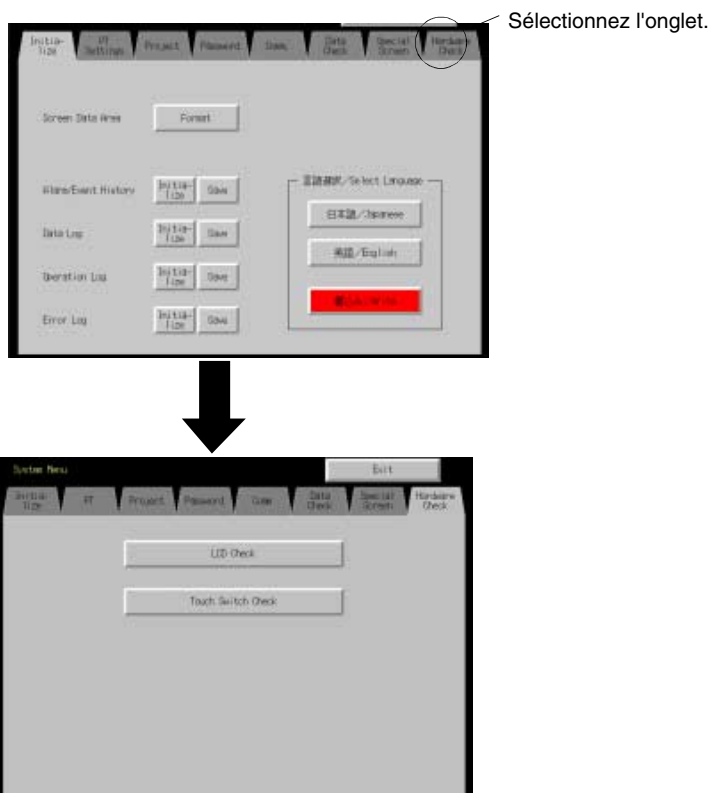 Sélectionnez l'onglet.
Initia-
lize
PT
Settings
Project
Password
Comm.
Data
Check
Special
Screen
Hardware
Check
Screen Data Area
Format
Alarm/Event History
Initia-
lize
Save
Data Log
Initia-
lize
Save
Operation Log
Initia-
lize
Save
Error Log
Initia-
lize
Save
言語選択/Select Language
日本語/Japanese
英語/English
System Menu
Exit
Initia-
lize
PT
Project
Password
Comm.
Data
Check
Special
Screen
Hardware
Check
LCD Check
Touch Switch Check